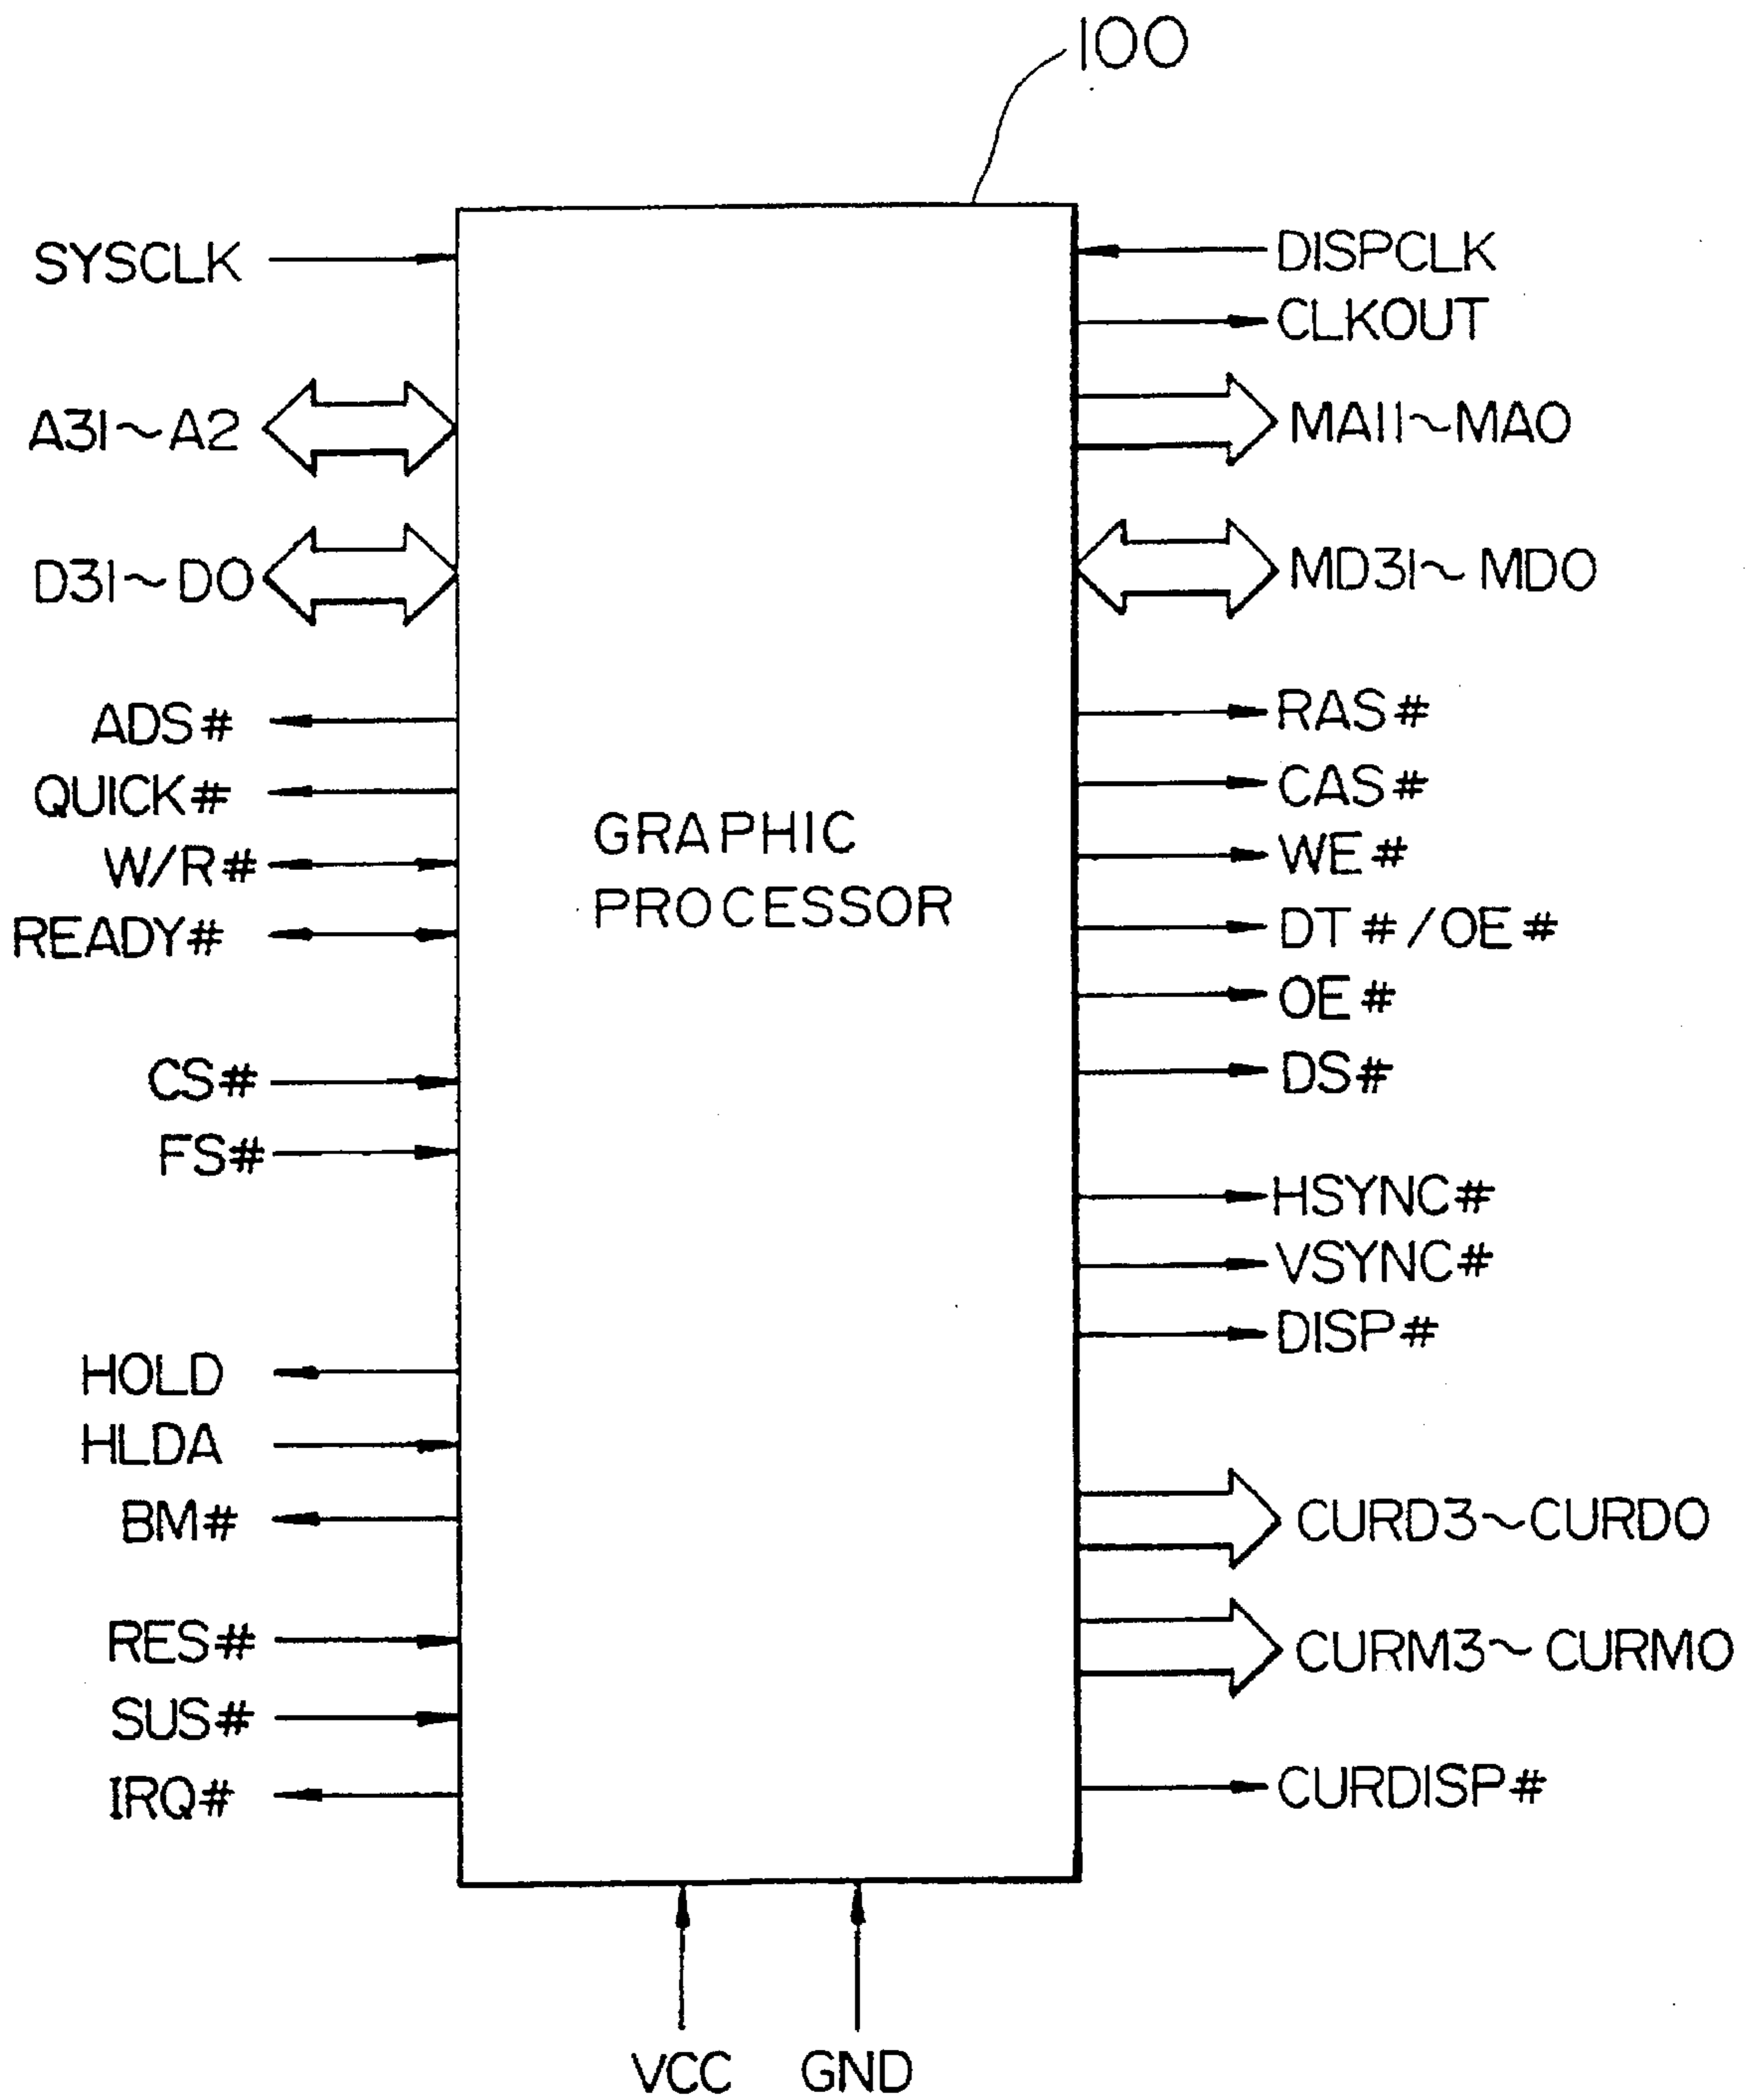 100
SYSCLK
A31~A2
D31~D0
ADS#
QUICK#
W/R#
READY#
CS#
FS#
HOLD
HLDA
BM#
RES#
SUS#
IRQ#
GRAPHIC
PROCESSOR
DISPCLK
CLKOUT
MA11~MA0
MD31~MD0
RAS#
CAS#
WE#
DT#/OE#
OE#
DS#
HSYNC#
VSYNC#
DISP#
CURD3~CURD0
CURM3~CURM0
CURDISP#
VCC
GND